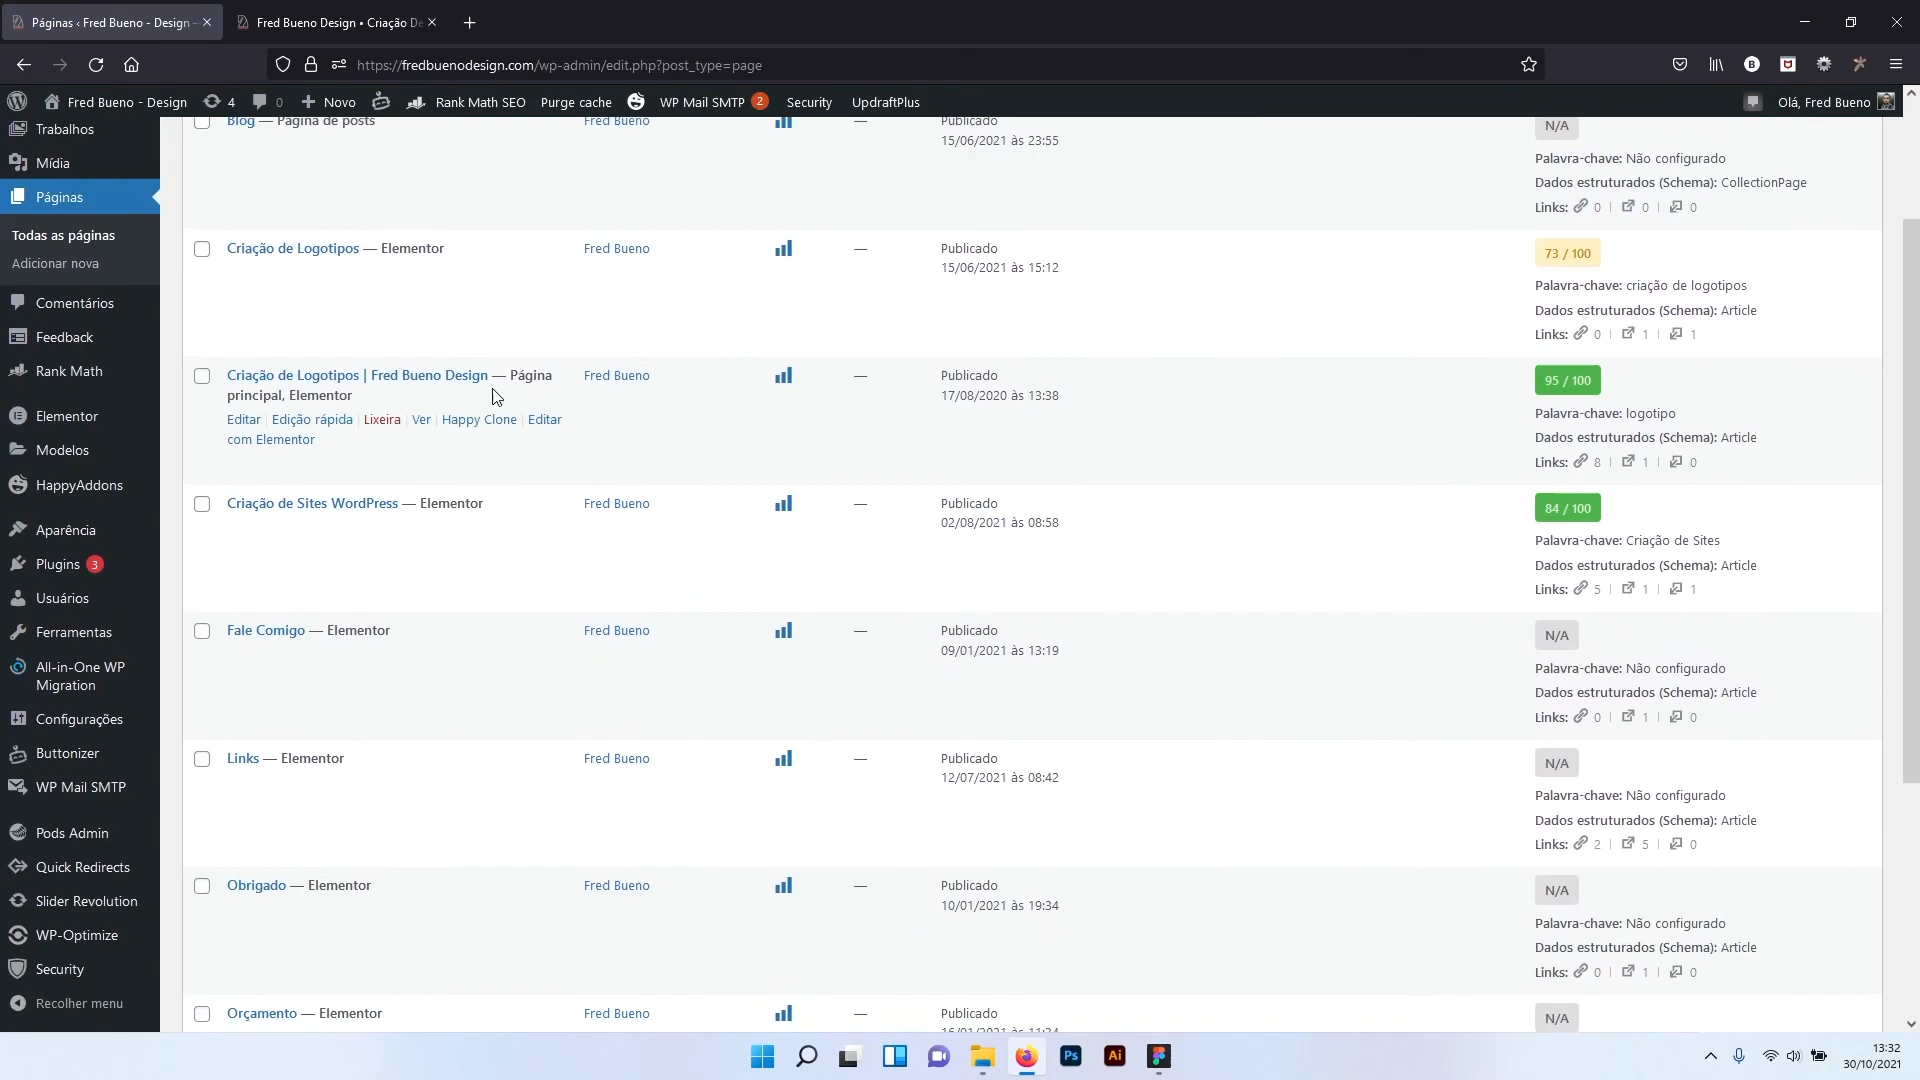 Páginas ‹ Fred Bueno - Design -
Fred Bueno Design • Criação De
https://fredbuenodesign.com/wp-admin/edit.php?post_type=page
Fred Bueno - Design 4 0 Novo Rank Math SEO Purge cache WP Mail SMTP 2 Security UpdraftPlus Olá, Fred Bueno
Trabalhos
Mídia
Páginas
Todas as páginas
Adicionar nova
Comentários
Feedback
Rank Math
Elementor
Modelos
HappyAddons
Aparência
Plugins 3
Usuários
Ferramentas
All-in-One WP
Migration
Configurações
Buttonizer
WP Mail SMTP
Pods Admin
Quick Redirects
Slider Revolution
WP-Optimize
Security
Recolher menu
Blog — Página de posts Fred Bueno — Publicado
15/06/2021 às 23:55
N/A
Palavra-chave: Não configurado
Dados estruturados (Schema): CollectionPage
Links: 0 | 0 | 0
Criação de Logotipos — Elementor Fred Bueno — Publicado
15/06/2021 às 15:12
73 / 100
Palavra-chave: criação de logotipos
Dados estruturados (Schema): Article
Links: 0 | 1 | 1
Criação de Logotipos | Fred Bueno Design — Página Fred Bueno — Publicado
principal, Elementor 17/08/2020 às 13:38
Editar | Edição rápida | Lixeira | Ver | Happy Clone | Editar
com Elementor
95 / 100
Palavra-chave: logotipo
Dados estruturados (Schema): Article
Links: 8 | 1 | 0
Criação de Sites WordPress — Elementor Fred Bueno — Publicado
02/08/2021 às 08:58
84 / 100
Palavra-chave: Criação de Sites
Dados estruturados (Schema): Article
Links: 5 | 1 | 1
Fale Comigo — Elementor Fred Bueno — Publicado
09/01/2021 às 13:19
N/A
Palavra-chave: Não configurado
Dados estruturados (Schema): Article
Links: 0 | 1 | 0
Links — Elementor Fred Bueno — Publicado
12/07/2021 às 08:42
N/A
Palavra-chave: Não configurado
Dados estruturados (Schema): Article
Links: 2 | 5 | 0
Obrigado — Elementor Fred Bueno — Publicado
10/01/2021 às 19:34
N/A
Palavra-chave: Não configurado
Dados estruturados (Schema): Article
Links: 0 | 1 | 0
Orçamento — Elementor Fred Bueno — Publicado
N/A
Ps Ai
13:32
30/10/2021